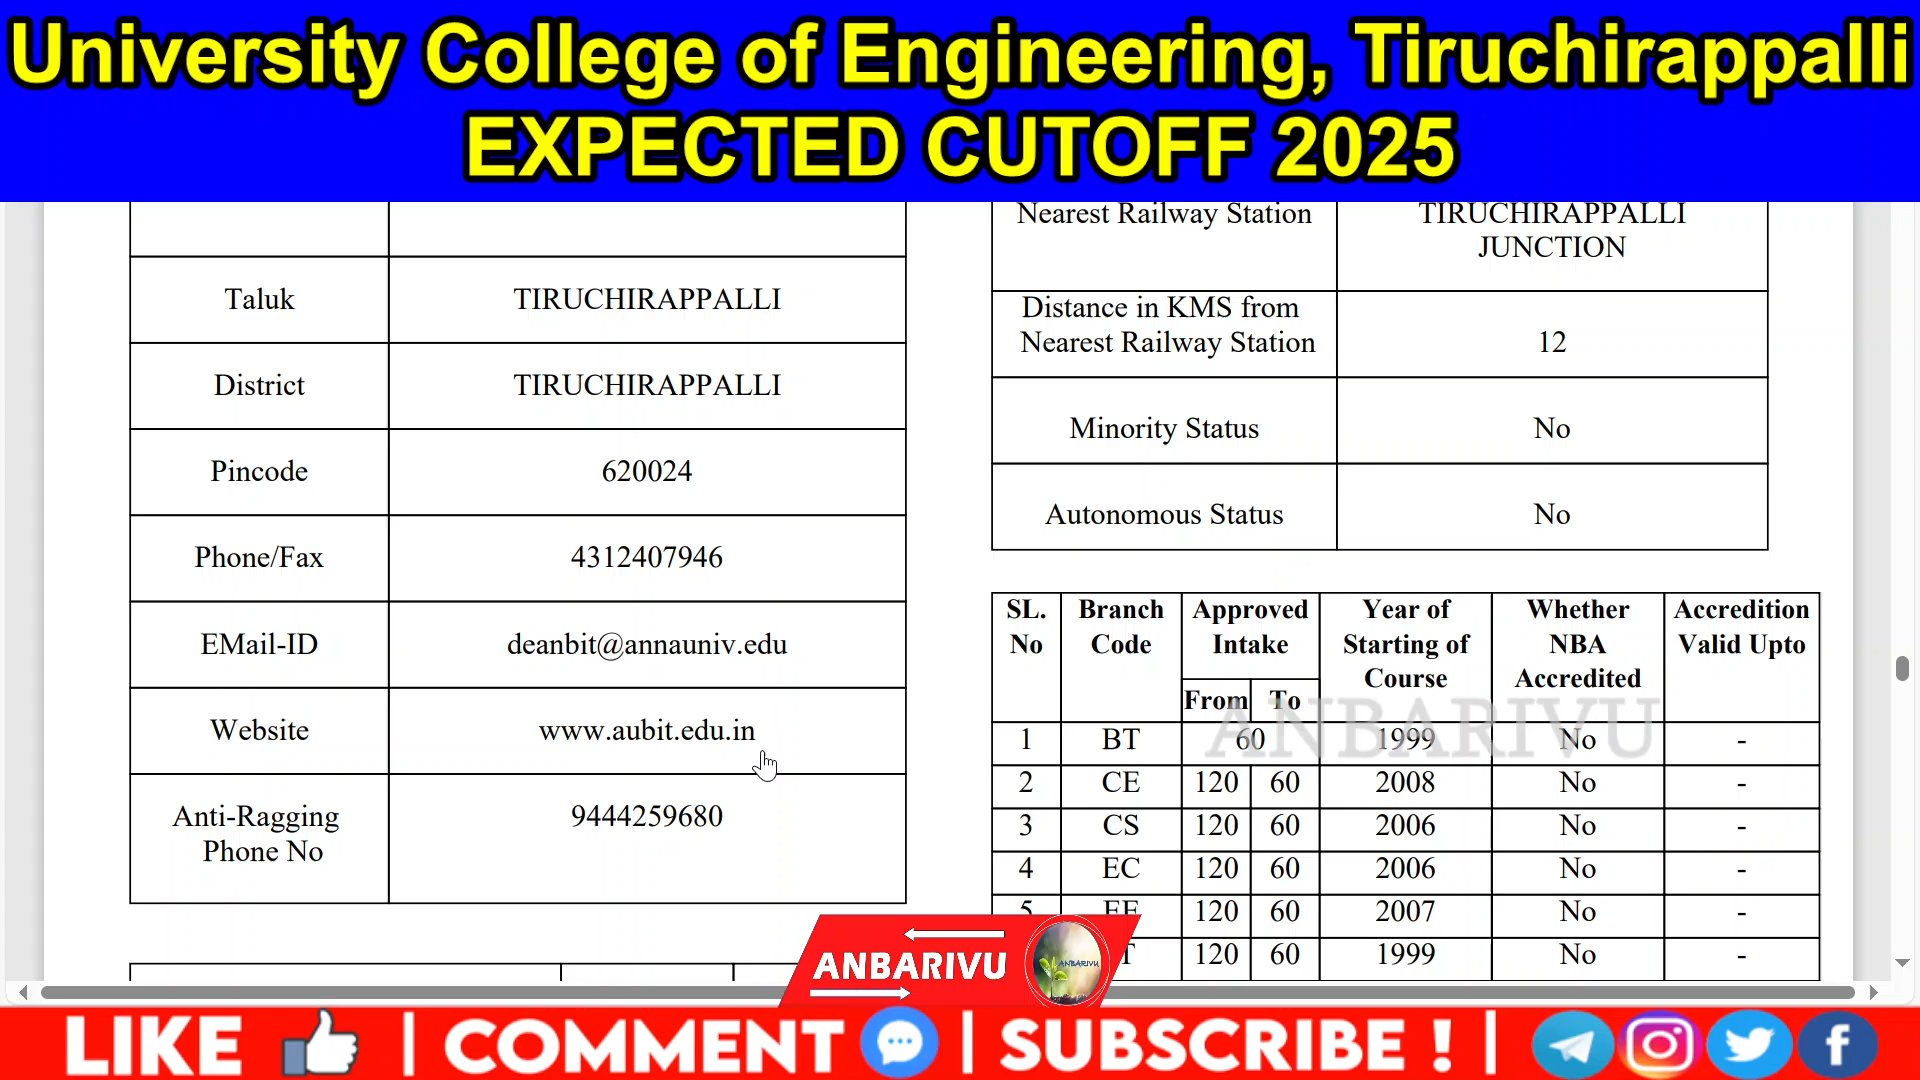 University College of Engineering, Tiruchirappalli
EXPECTED CUTOFF 2025
Taluk TIRUCHIRAPPALLI
District TIRUCHIRAPPALLI
Pincode 620024
Phone/Fax 4312407946
EMail-ID deanbit@annauniv.edu
Website www.aubit.edu.in
Anti-Ragging 9444259680
Phone No
Nearest Railway Station TIRUCHIRAPPALLI
JUNCTION
Distance in KMS from
Nearest Railway Station 12
Minority Status No
Autonomous Status No
SL. Branch Approved Year of Whether Accredition
No Code Intake Starting of NBA Valid Upto
Course Accredited
From To
ANBARIVU
1 BT 60 1999 No -
2 CE 120 60 2008 No -
3 CS 120 60 2006 No -
4 EC 120 60 2006 No -
5 EE 120 60 2007 No -
120 60 1999 No -
ANBARIVU
ANBARIVU
LIKE | COMMENT | SUBSCRIBE ! |